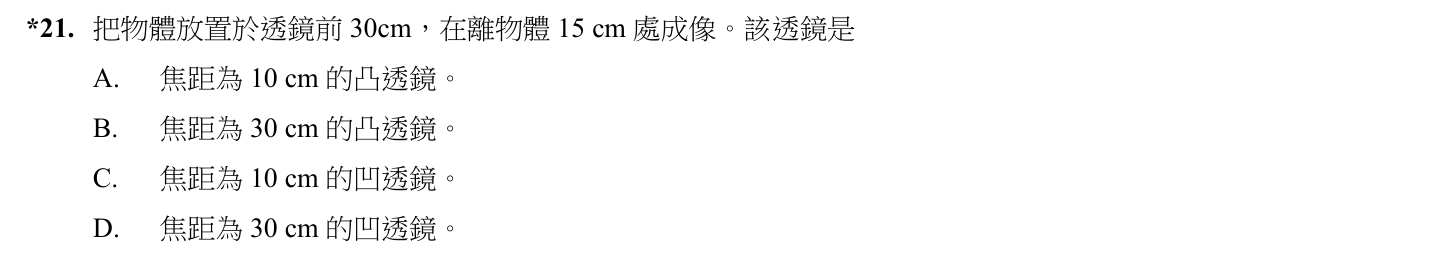 *21. 把物體放置於透鏡前 30cm，在離物體 15 cm 處成像。該透鏡是
A. 焦距為 10 cm 的凸透鏡。
B. 焦距為 30 cm 的凸透鏡。
C. 焦距為 10 cm 的凹透鏡。
D. 焦距為 30 cm 的凹透鏡。